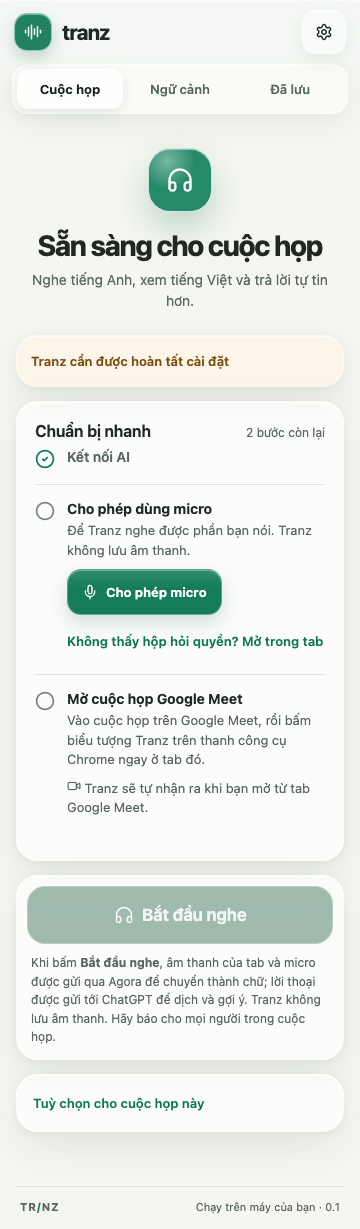 tranz
Cuộc họp
Ngữ cảnh
Đã lưu
Sẵn sàng cho cuộc họp
Nghe tiếng Anh, xem tiếng Việt và trả lời tự tin
hơn.
Tranz cần được hoàn tất cài đặt
Chuẩn bị nhanh
2 bước còn lại
Kết nối AI
Cho phép dùng micro
Để Tranz nghe được phần bạn nói. Tranz
không lưu âm thanh.
Cho phép micro
Không thấy hộp hỏi quyền? Mở trong tab
Mở cuộc họp Google Meet
Vào cuộc họp trên Google Meet, rồi bấm
biểu tượng Tranz trên thanh công cụ
Chrome ngay ở tab đó.
Tranz sẽ tự nhận ra khi bạn mở từ tab
Google Meet.
Bắt đầu nghe
Khi bấm Bắt đầu nghe, âm thanh của tab và micro
được gửi qua Agora để chuyển thành chữ; lời thoại
được gửi tới ChatGPT để dịch và gợi ý. Tranz không
lưu âm thanh. Hãy báo cho mọi người trong cuộc
họp.
Tuỳ chọn cho cuộc họp này
TR/NZ
Chạy trên máy của bạn · 0.1